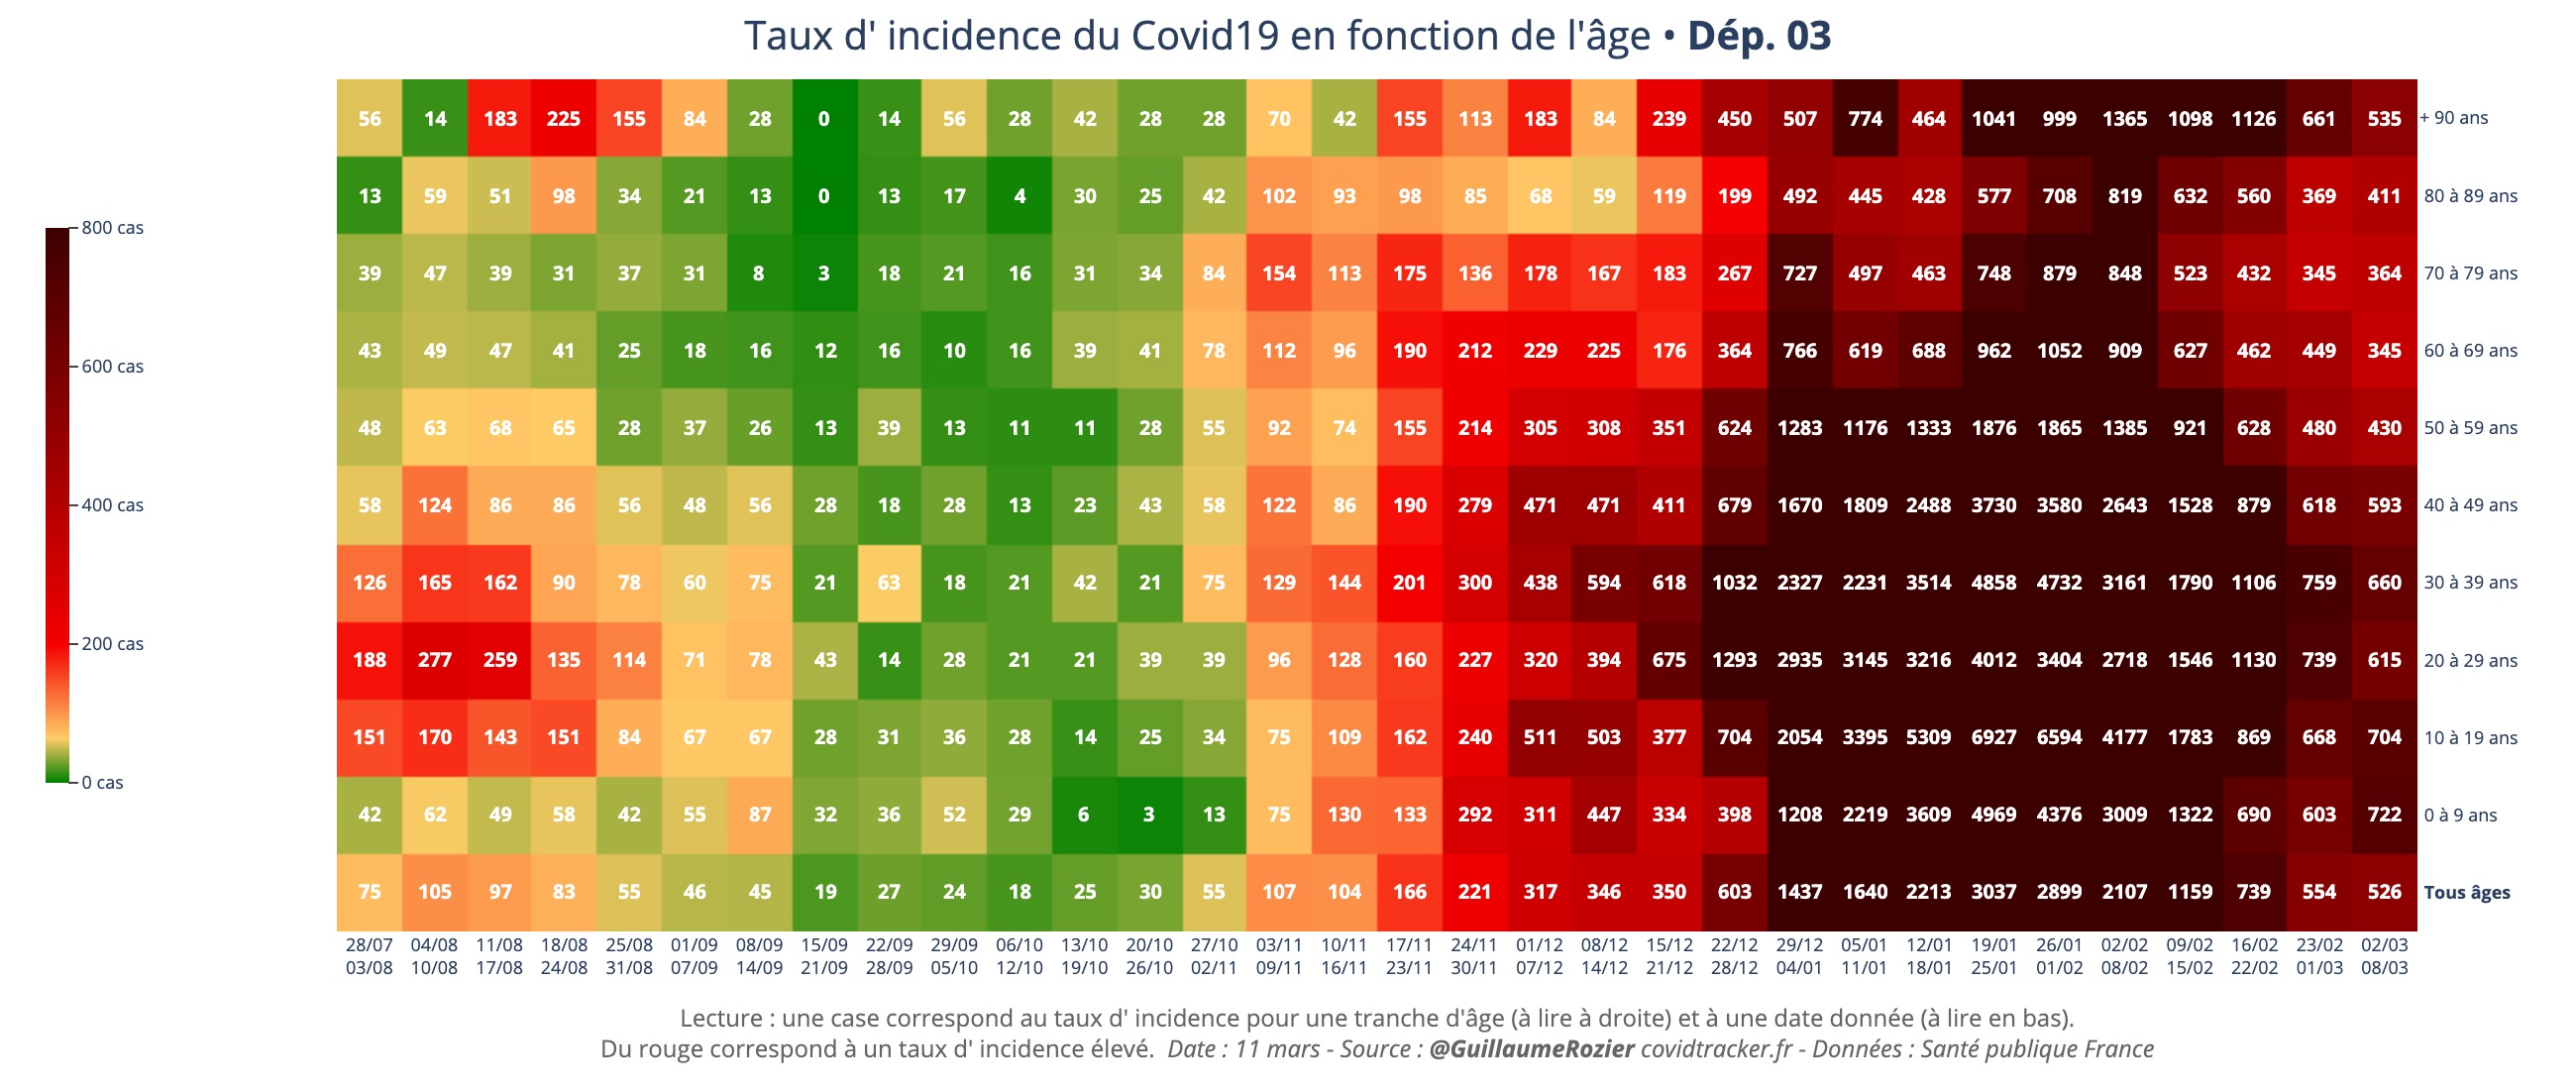 Taux d' incidence du Covid19 en fonction de l'âge • Dép. 03
56 14 183 225 155 84 28 0 14 56 28 42 28 28 70 42 155 113 183 84 239 450 507 774 464 1041 999 1365 1098 1126 661 535 + 90 ans
13 59 51 98 34 21 13 0 13 17 4 30 25 42 102 93 98 85 68 59 119 199 492 445 428 577 708 819 632 560 369 411 80 à 89 ans
800 cas
39 47 39 31 37 31 8 3 18 21 16 31 34 84 154 113 175 136 178 167 183 267 727 497 463 748 879 848 523 432 345 364 70 à 79 ans
43 49 47 41 25 18 16 12 16 10 16 39 41 78 112 96 190 212 229 225 176 364 766 619 688 962 1052 909 627 462 449 345 60 à 69 ans
600 cas
48 63 68 65 28 37 26 13 39 13 11 11 28 55 92 74 155 214 305 308 351 624 1283 1176 1333 1876 1865 1385 921 628 480 430 50 à 59 ans
400 cas
58 124 86 86 56 48 56 28 18 28 13 23 43 58 122 86 190 279 471 471 411 679 1670 1809 2488 3730 3580 2643 1528 879 618 593 40 à 49 ans
126 165 162 90 78 60 75 21 63 18 21 42 21 75 129 144 201 300 438 594 618 1032 2327 2231 3514 4858 4732 3161 1790 1106 759 660 30 à 39 ans
200 cas
188 277 259 135 114 71 78 43 14 28 21 21 39 39 96 128 160 227 320 394 675 1293 2935 3145 3216 4012 3404 2718 1546 1130 739 615 20 à 29 ans
151 170 143 151 84 67 67 28 31 36 28 14 25 34 75 109 162 240 511 503 377 704 2054 3395 5309 6927 6594 4177 1783 869 668 704 10 à 19 ans
0 cas
42 62 49 58 42 55 87 32 36 52 29 6 3 13 75 130 133 292 311 447 334 398 1208 2219 3609 4969 4376 3009 1322 690 603 722 0 à 9 ans
75 105 97 83 55 46 45 19 27 24 18 25 30 55 107 104 166 221 317 346 350 603 1437 1640 2213 3037 2899 2107 1159 739 554 526 Tous âges
28/07 04/08 11/08 18/08 25/08 01/09 08/09 15/09 22/09 29/09 06/10 13/10 20/10 27/10 03/11 10/11 17/11 24/11 01/12 08/12 15/12 22/12 29/12 05/01 12/01 19/01 26/01 02/02 09/02 16/02 23/02 02/03
03/08 10/08 17/08 24/08 31/08 07/09 14/09 21/09 28/09 05/10 12/10 19/10 26/10 02/11 09/11 16/11 23/11 30/11 07/12 14/12 21/12 28/12 04/01 11/01 18/01 25/01 01/02 08/02 15/02 22/02 01/03 08/03
Lecture : une case correspond au taux d' incidence pour une tranche d'âge (à lire à droite) et à une date donnée (à lire en bas).
Du rouge correspond à un taux d' incidence élevé. Date : 11 mars - Source : @GuillaumeRozier covidtracker.fr - Données : Santé publique France